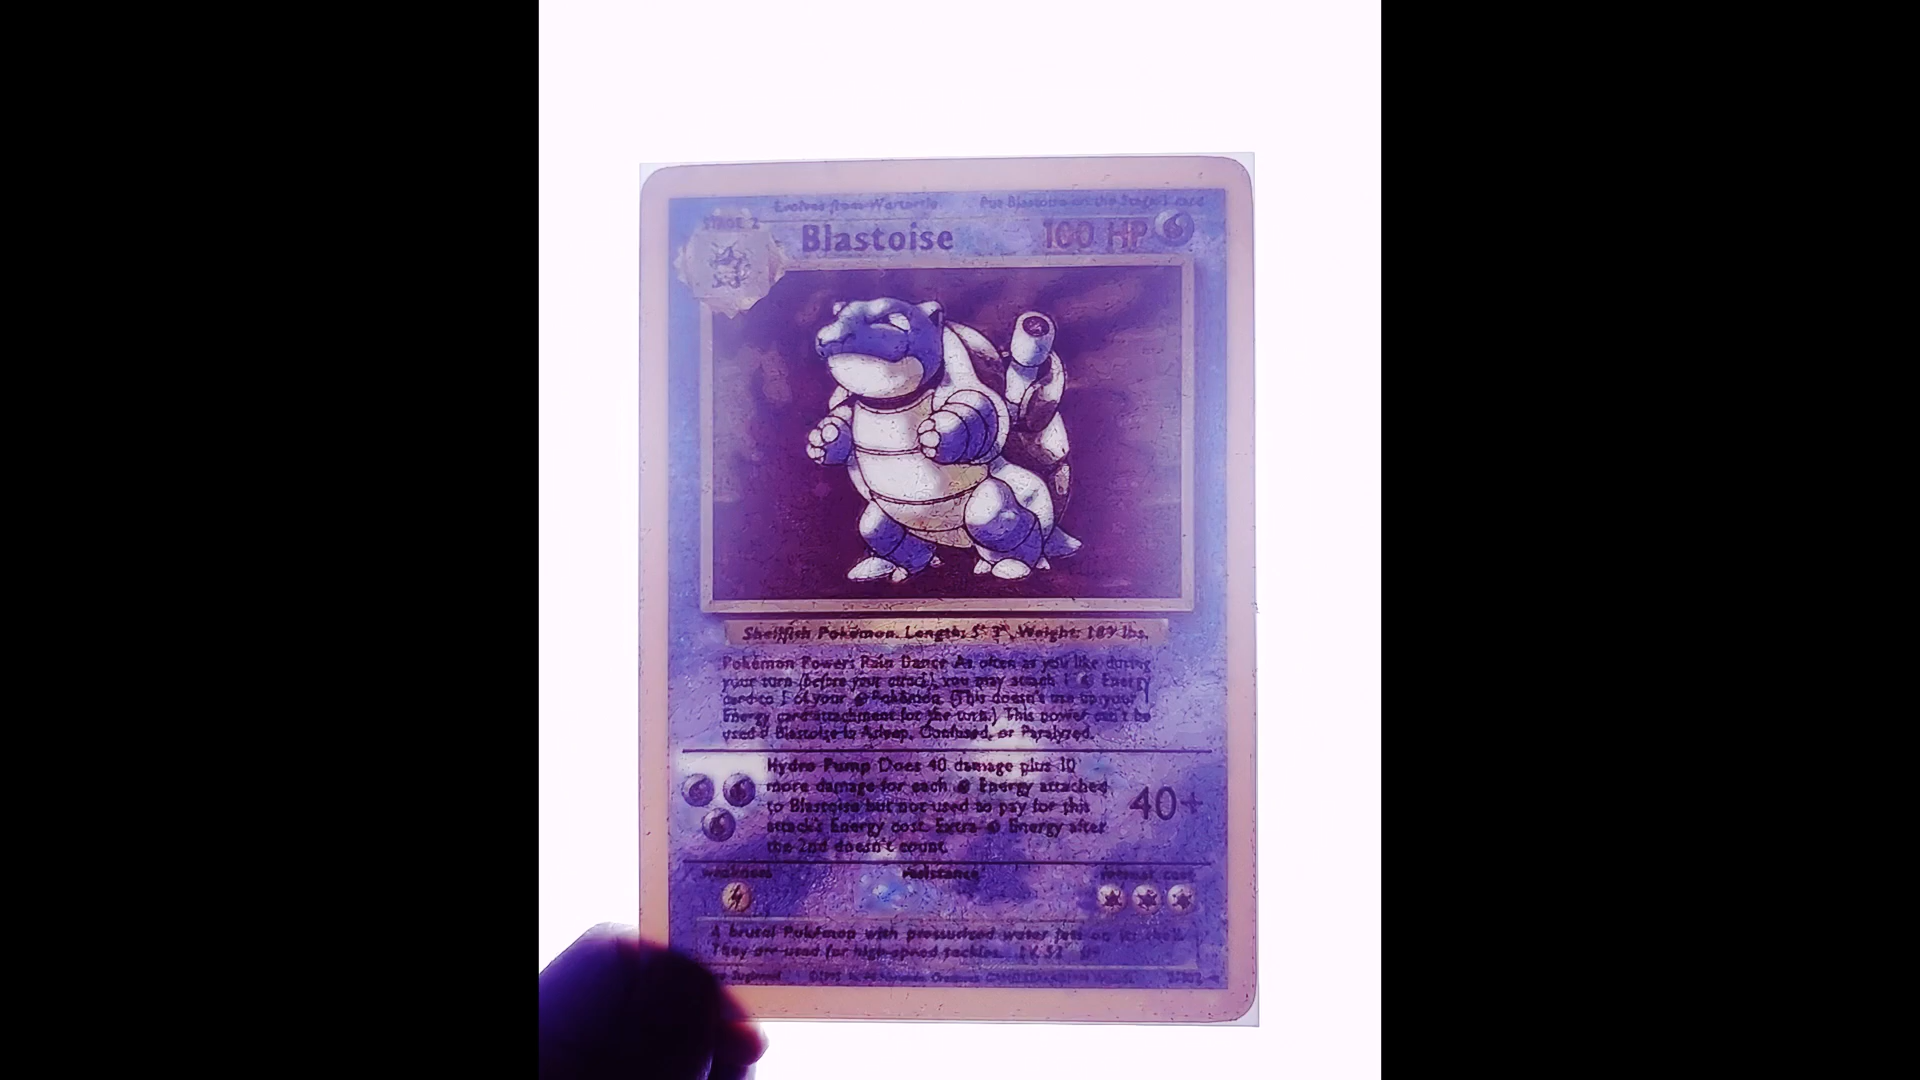 Evolves from Wartortle Put Blastoise on the Stage 1 card
STAGE 2
Blastoise 100 HP
Shellfish Pokémon. Length: 5' 3", Weight: 189 lbs.
Pokémon Power: Rain Dance As often as you like during
your turn (before your attack), you may attach 1 Energy
card to 1 of your Pokémon. (This doesn't use up your
Energy card attachment for the turn.) This power can't be
used if Blastoise is Asleep, Confused, or Paralyzed.
Hydro Pump Does 40 damage plus 10
more damage for each Energy attached
to Blastoise but not used to pay for this
attack's Energy cost. Extra Energy after
the 2nd doesn't count.
40+
weakness resistance retreat cost
A brutal Pokémon with pressurized water jets on its shell.
They are used for high-speed tackles. LV. 52